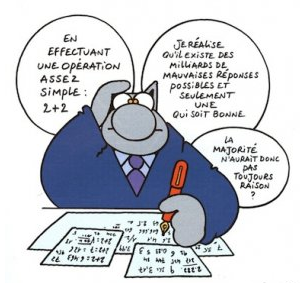 EN
EFFECTUANT
UNE OPÉRATION
ASSEZ
SIMPLE :
2+2
JE RÉALISE
QU'IL EXISTE DES
MILLIARDS DE
MAUVAISES RÉPONSES
POSSIBLES ET
SEULEMENT
UNE
QUI SOIT BONNE
LA
MAJORITÉ
N'AURAIT DONC
PAS
TOUJOURS
RAISON
?